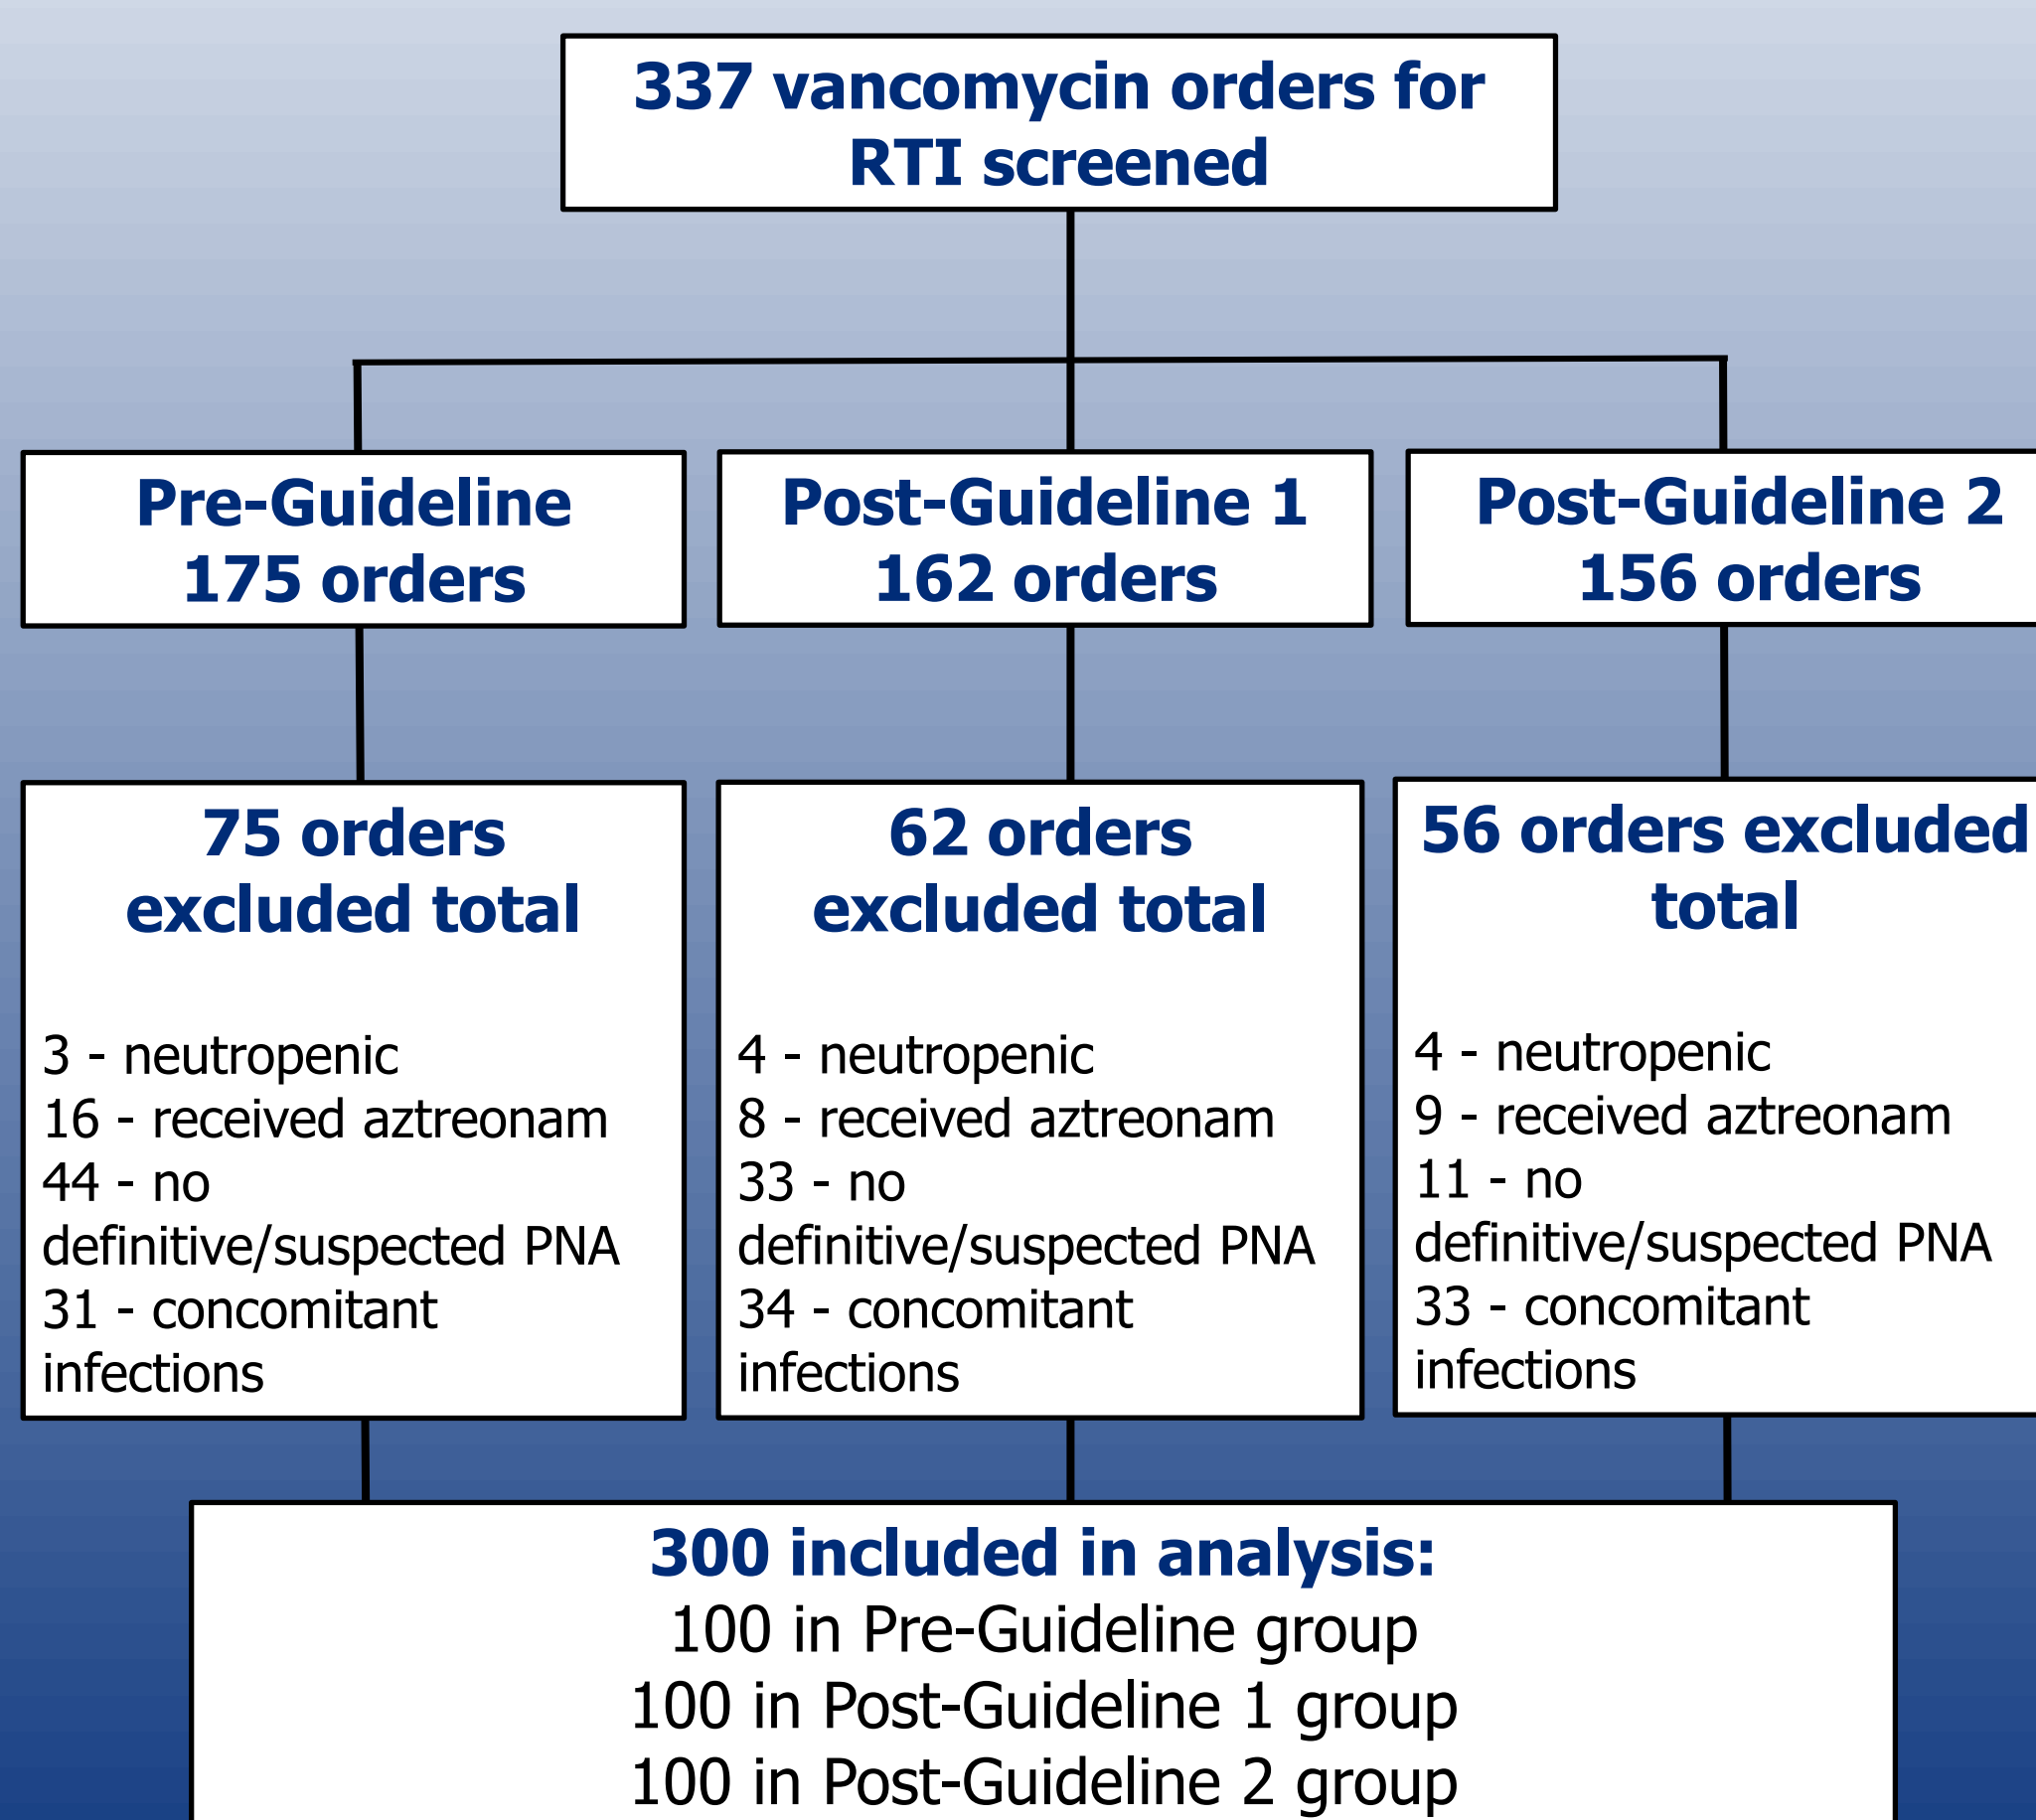 337 vancomycin orders for
RTI screened
Pre-Guideline
175 orders
Post-Guideline 1
162 orders
Post-Guideline 2
156 orders
75 orders
excluded total
3 - neutropenic
16 - received aztreonam
44 - no
definitive/suspected PNA
31 - concomitant
infections
62 orders
excluded total
4 - neutropenic
8 - received aztreonam
33 - no
definitive/suspected PNA
34 - concomitant
infections
56 orders excluded
total
4 - neutropenic
9 - received aztreonam
11 - no
definitive/suspected PNA
33 - concomitant
infections
300 included in analysis:
100 in Pre-Guideline group
100 in Post-Guideline 1 group
100 in Post-Guideline 2 group